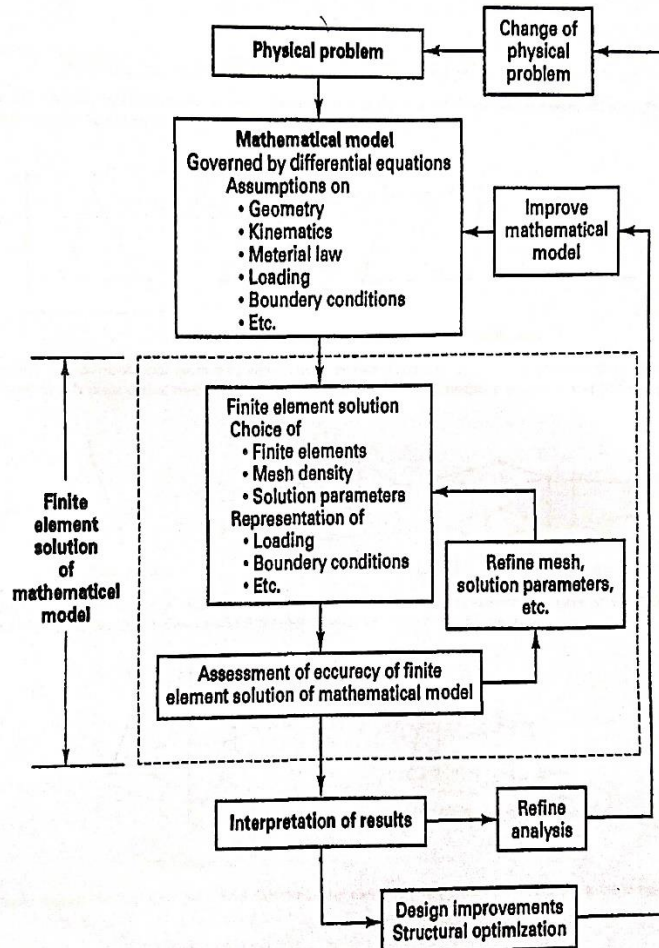 Physical problem
Change of
physical
problem
Mathematical model
Governed by differential equations
Assumptions on
• Geometry
• Kinematics
• Meterial law
• Loading
• Boundery conditions
• Etc.
Improve
mathematical
model
Finite element solution
Choice of
• Finite elements
• Mesh density
• Solution parameters
Representation of
• Loading
• Boundery conditions
• Etc.
Finite
element
solution
of
mathematicel
model
Refine mesh,
solution parameters,
etc.
Assessment of eccurecy of finite
element solution of mathematical model
Interpretation of results
Refine
analysis
Design improvements
Structural optimization